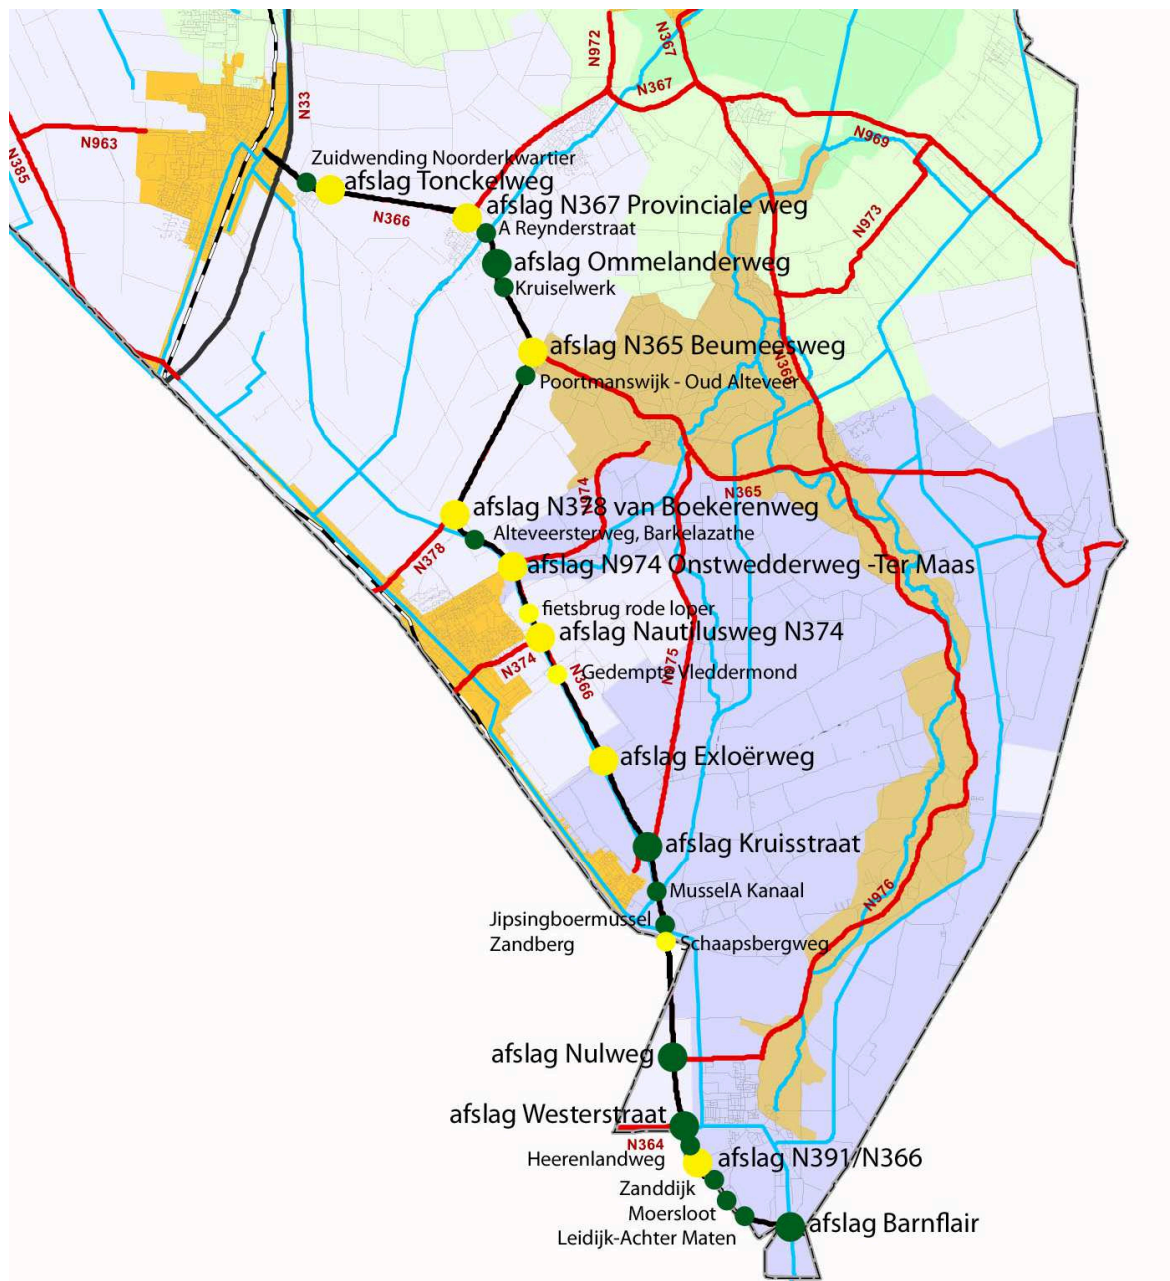 N972
N367
N367
N33
N963
N969
N385
Zuidwending Noorderkwartier
afslag Tonckelweg
N366
afslag N367 Provinciale weg
A Reynderstraat
N973
afslag Ommelanderweg
Kruiselwerk
afslag N365 Beumeesweg
N368
Poortmanswijk - Oud Alteveer
N974
N365
afslag N378 van Boekerenweg
Alteveersterweg, Barkelazathe
N378
afslag N974 Onstwedderweg -Ter Maas
fietsbrug rode loper
afslag Nautilusweg N374
N374
N366
Gedempte Vleddermond
N975
afslag Exloërweg
afslag Kruisstraat
MusselA Kanaal
N976
Jipsingboermussel
Zandberg
Schaapsbergweg
afslag Nulweg
afslag Westerstraat
N364
Heerenlandweg
afslag N391/N366
Zanddijk
Moersloot
Leidijk-Achter Maten
afslag Barnflair